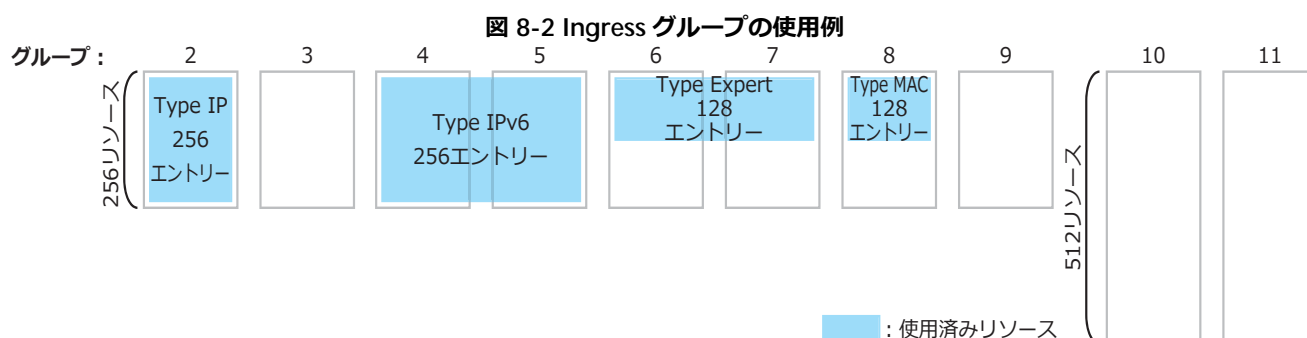 図 8-2 Ingress グループの使用例
グループ： 2 3 4 5 6 7 8 9 10 11
256リソース
Type IP
256
エントリー
Type IPv6
256エントリー
Type Expert
128
エントリー
Type MAC
128
エントリー
512リソース
：使用済みリソース